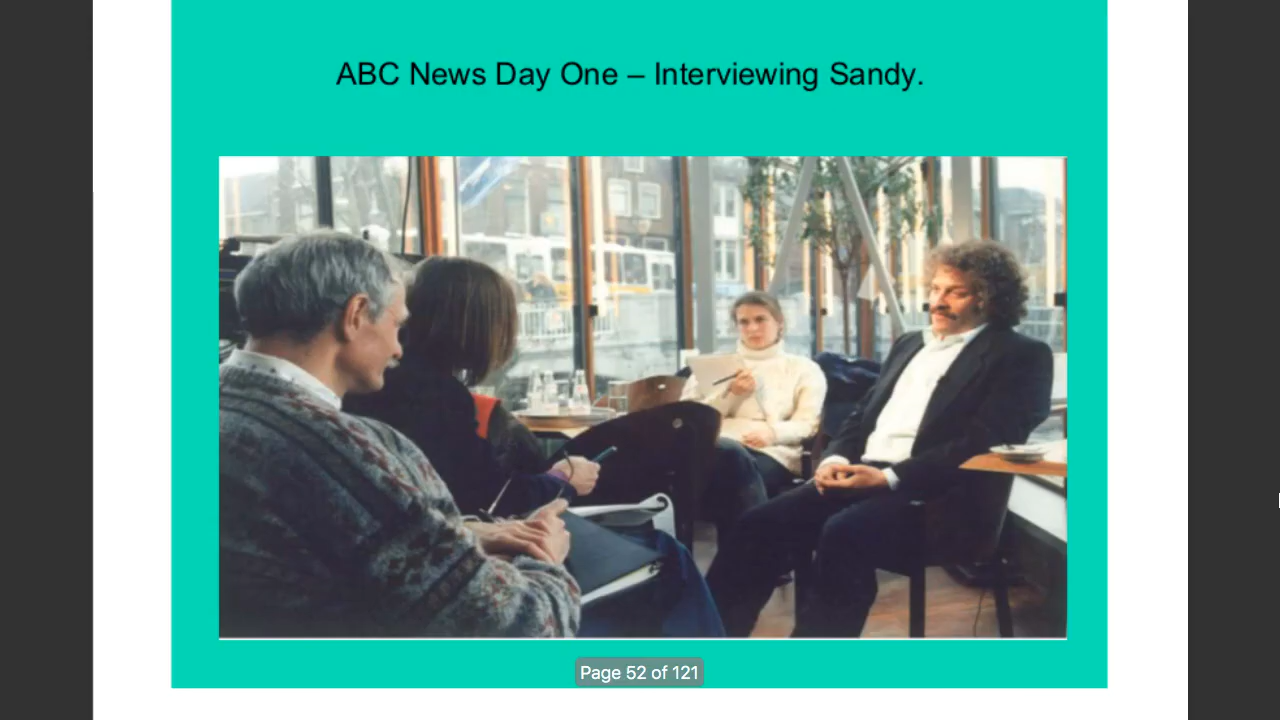 ABC News Day One – Interviewing Sandy.
Page 52 of 121